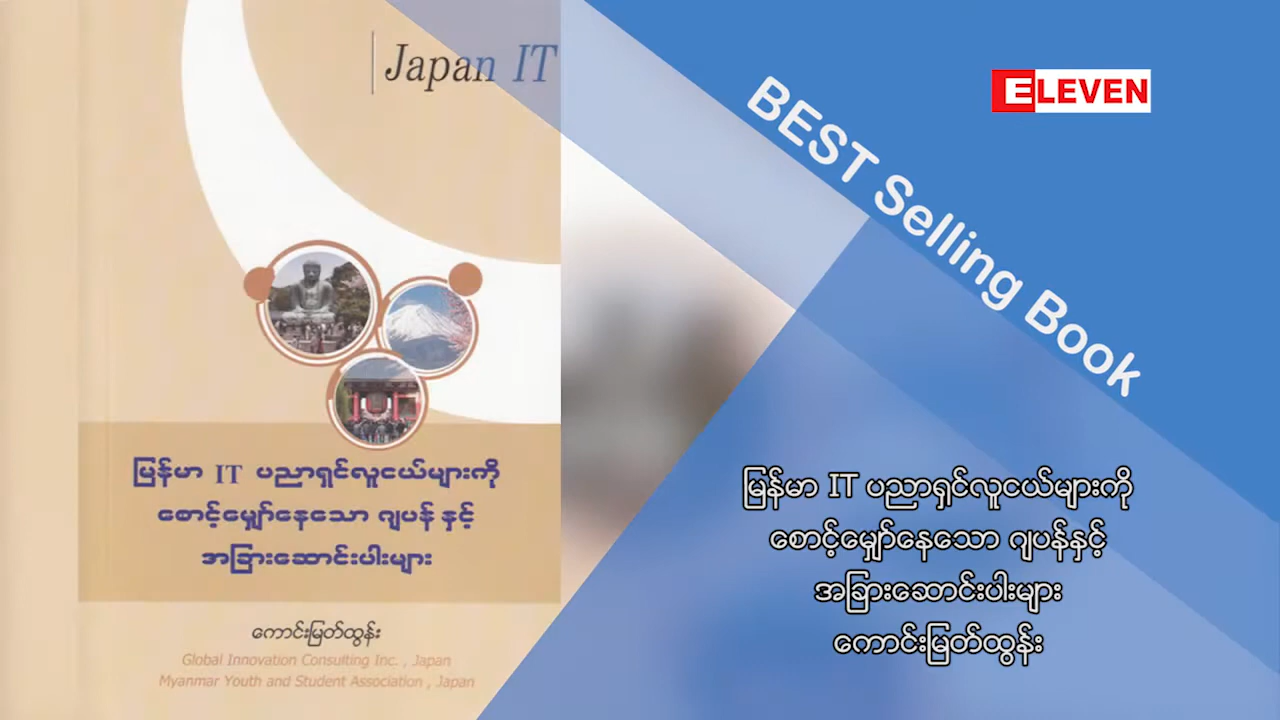 Japan IT
မြန်မာ IT ပညာရှင်လူငယ်များကို
စောင့်မျှော်နေသော ဂျပန် နှင့်
အခြားဆောင်းပါးများ
ကောင်းမြတ်ထွန်း
Global Innovation Consulting Inc. , Japan
Myanmar Youth and Student Association , Japan
ELEVEN
BEST Selling Book
မြန်မာ IT ပညာရှင်လူငယ်များကို
စောင့်မျှော်နေသော ဂျပန်နှင့်
အခြားဆောင်းပါးများ
ကောင်းမြတ်ထွန်း